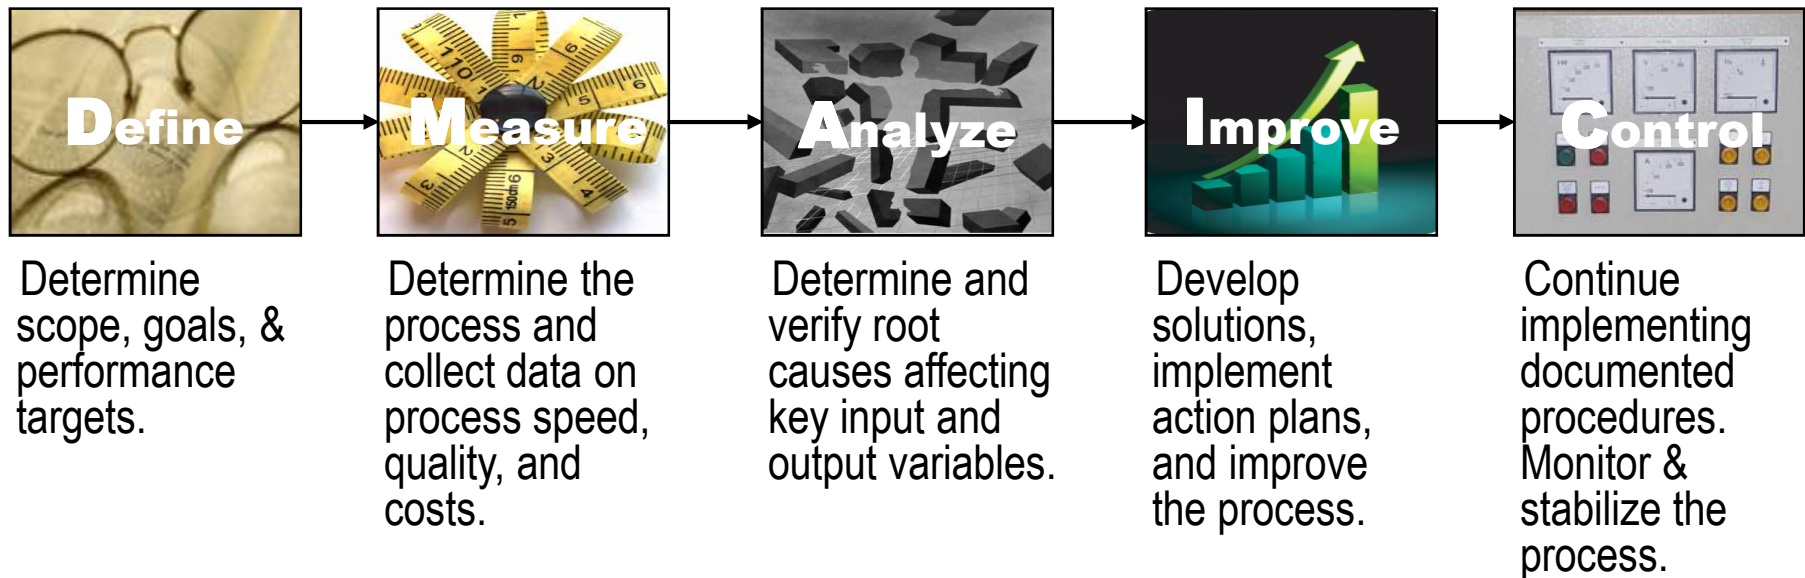 Define
Measure
Analyze
Improve
Control
Determine
scope, goals, &
performance
targets.
Determine the
process and
collect data on
process speed,
quality, and
costs.
Determine and
verify root
causes affecting
key input and
output variables.
Develop
solutions,
implement
action plans,
and improve
the process.
Continue
implementing
documented
procedures.
Monitor &
stabilize the
process.